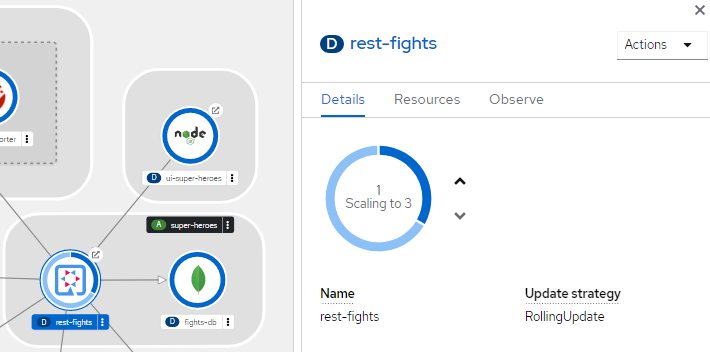 orter
node
D ui-super-heroes
A super-heroes
D rest-fights
D fights-db
D rest-fights
Actions
Details Resources Observe
1
Scaling to 3
Name Update strategy
rest-fights RollingUpdate